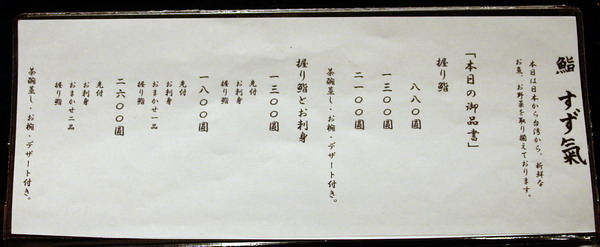 鮨 すず氣
本日は日本から台湾から、新鮮な
お魚、お野菜を取り揃えております。
「本日の御品書」
握り鮨
八八〇圓
一三〇〇圓
二一〇〇圓
茶碗蒸し・お椀・デザート付き。
握り鮨とお刺身
一三〇〇圓
先付
お刺身
握り鮨
一八〇〇圓
先付
お刺身
おまかせ一品
握り鮨
二六〇〇圓
先付
お刺身
おまかせ二品
握り鮨
茶碗蒸し・お椀・デザート付き。